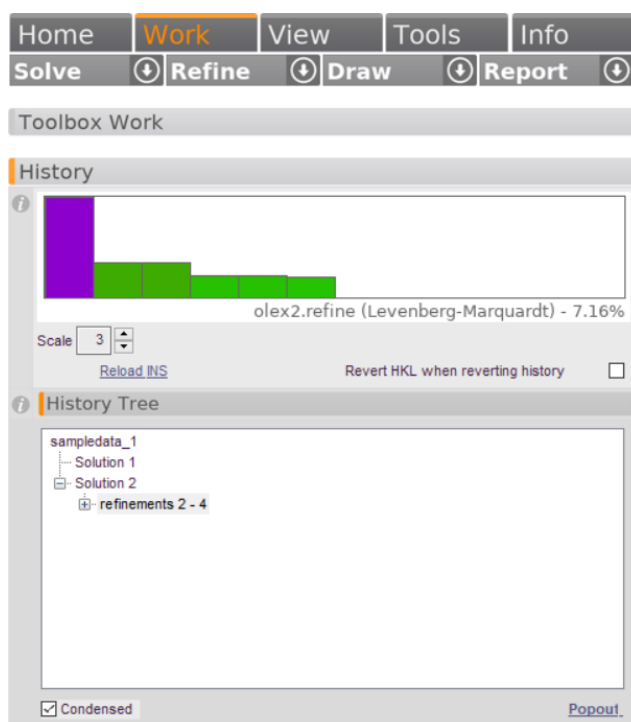 Home Work View Tools Info
Solve Refine Draw Report
Toolbox Work
History
olex2.refine (Levenberg-Marquardt) - 7.16%
Scale 3
Reload INS Revert HKL when reverting history
History Tree
sampledata_1
Solution 1
Solution 2
refinements 2 - 4
Condensed Popout